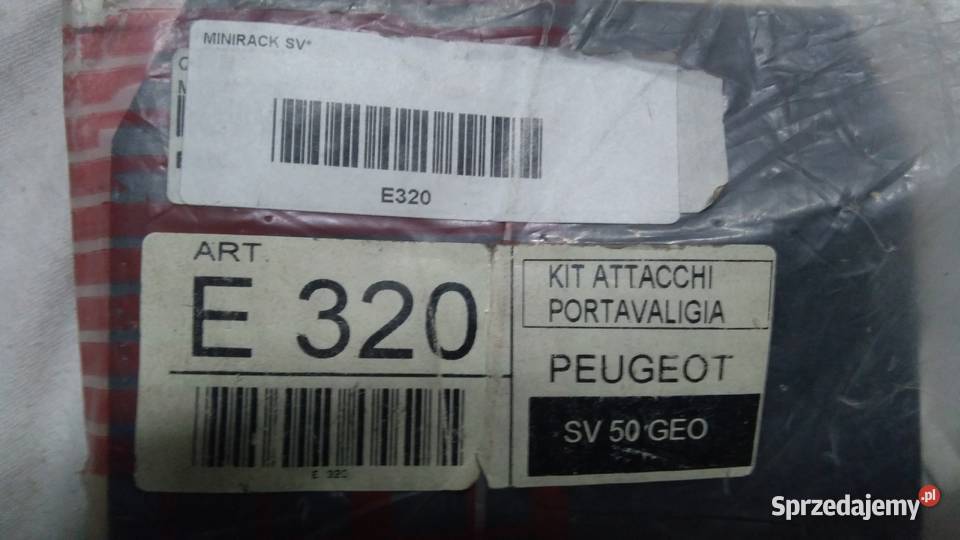 MINIRACK SV*
E320
ART.
E 320
E 320
KIT ATTACCHI
PORTAVALIGIA
PEUGEOT
SV 50 GEO
Sprzedajemy.pl